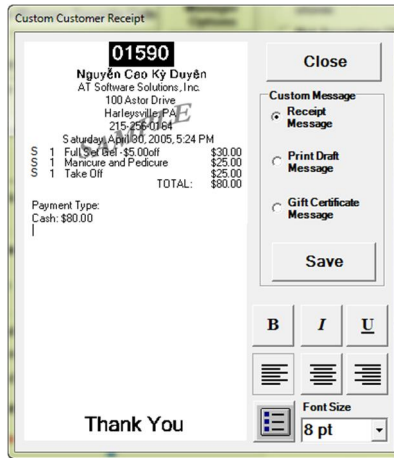 Custom Customer Receipt
01590
Nguyễn Cao Kỳ Duyên
AT Software Solutions, Inc.
100 Astor Drive
Harleysville, PA
215-256-0164
Saturday, April 30, 2005, 5:24 PM
SAMPLE
S 1 Full Set Gel -$5.00off $30.00
S 1 Manicure and Pedicure $25.00
S 1 Take Off $25.00
TOTAL: $80.00
Payment Type:
Cash: $80.00
Thank You
Close
Custom Message
Receipt
Message
Print Draft
Message
Gift Certificate
Message
Save
B I U
Font Size
8 pt